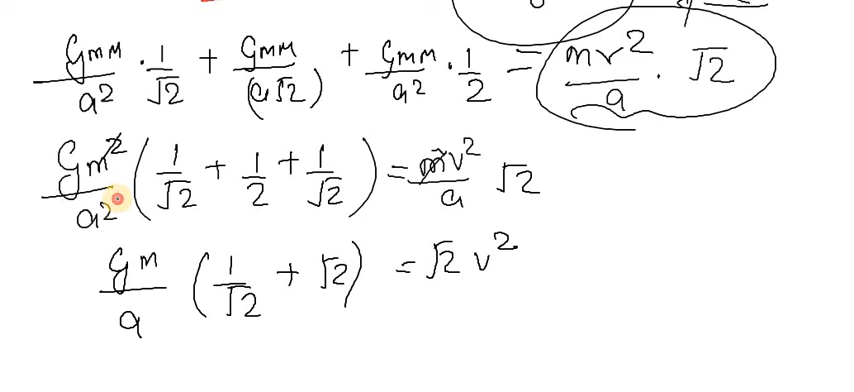 GMM/a² · 1/√2 + GMM/(a√2) + GMM/a² · 1/2 = mv²/a · √2
Gm²/a² (1/√2 + 1/2 + 1/√2) = mv²/a √2
GM/a (1/√2 + √2) = √2 v²